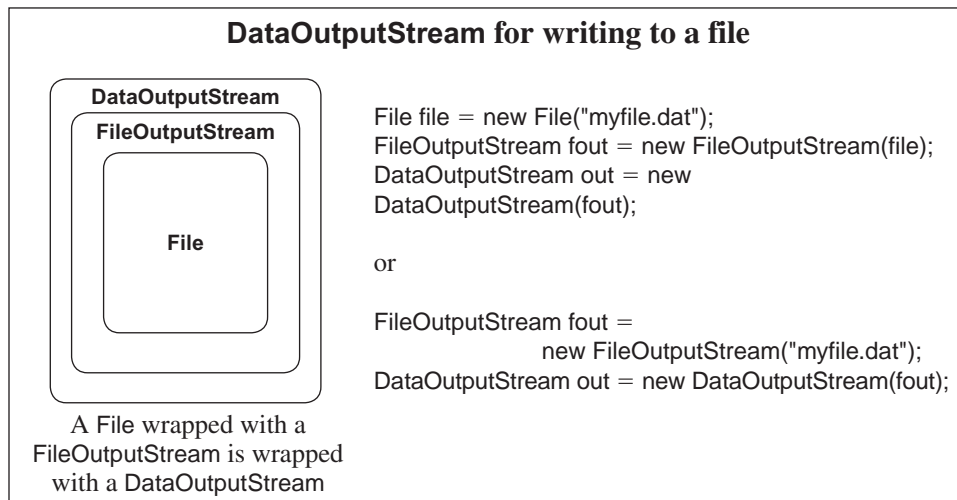 DataOutputStream for writing to a file
DataOutputStream
FileOutputStream
File
A File wrapped with a
FileOutputStream is wrapped
with a DataOutputStream
File file = new File("myfile.dat");
FileOutputStream fout = new FileOutputStream(file);
DataOutputStream out = new
DataOutputStream(fout);
or
FileOutputStream fout =
new FileOutputStream("myfile.dat");
DataOutputStream out = new DataOutputStream(fout);